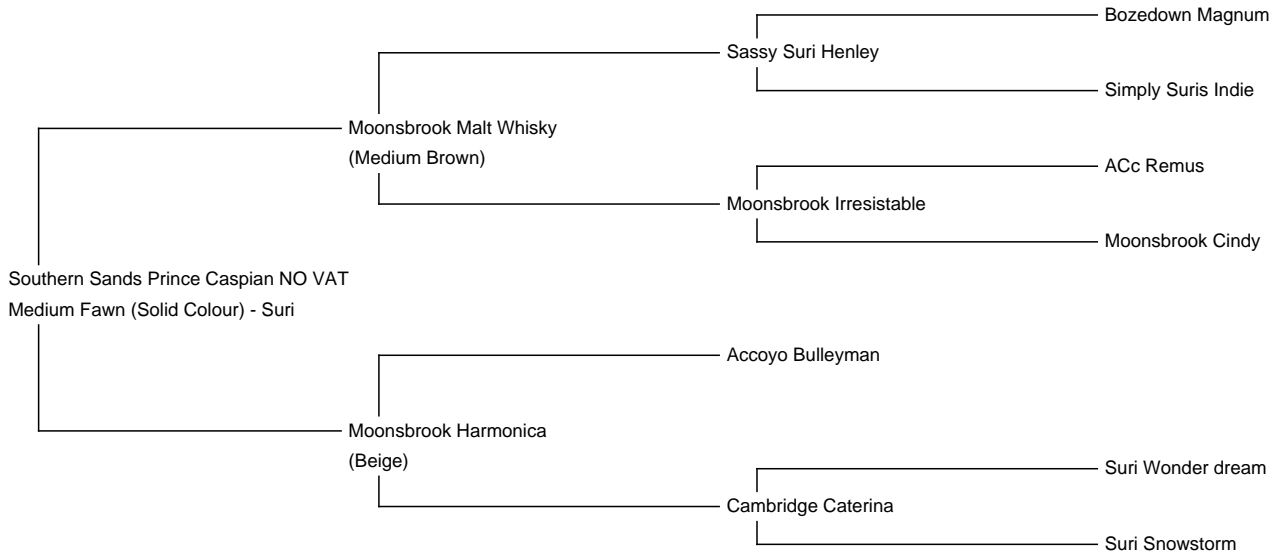 Bozedown Magnum
Sassy Suri Henley
Simply Suris Indie
Moonsbrook Malt Whisky
(Medium Brown)
ACc Remus
Moonsbrook Irresistable
Moonsbrook Cindy
Southern Sands Prince Caspian NO VAT
Medium Fawn (Solid Colour) - Suri
Accoyo Bulleyman
Moonsbrook Harmonica
(Beige)
Suri Wonder dream
Cambridge Caterina
Suri Snowstorm